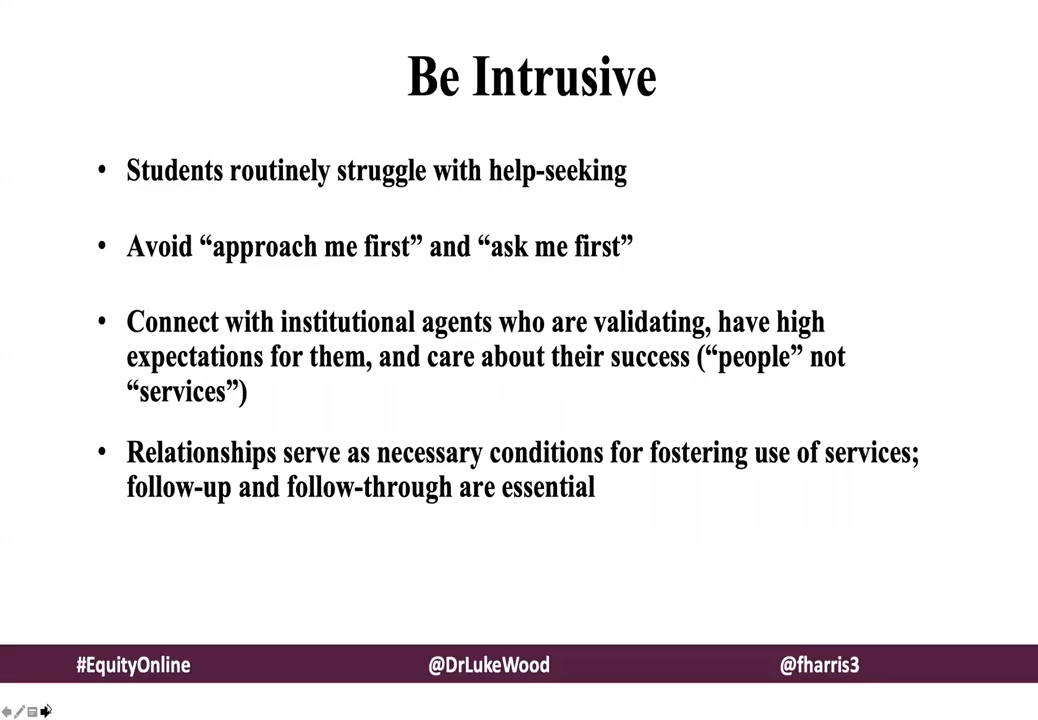 Be Intrusive
• Students routinely struggle with help-seeking
• Avoid “approach me first” and “ask me first”
• Connect with institutional agents who are validating, have high
expectations for them, and care about their success (“people” not
“services”)
• Relationships serve as necessary conditions for fostering use of services;
follow-up and follow-through are essential
#EquityOnline @DrLukeWood @fharris3